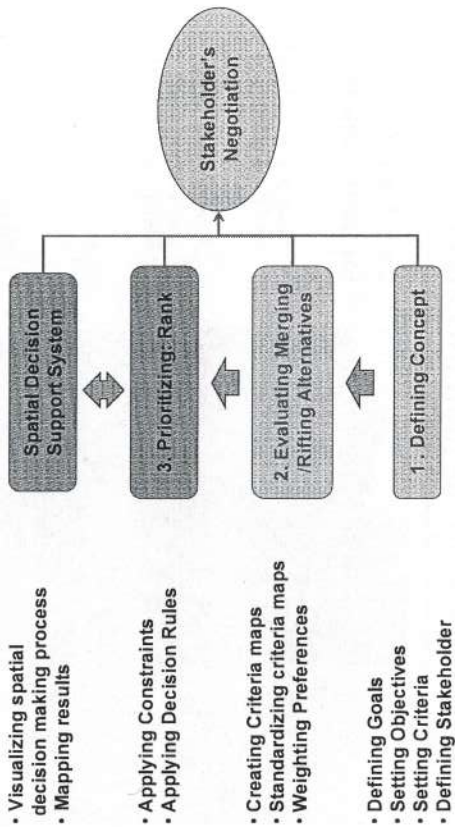 • Visualizing spatial
decision making process
• Mapping results
Spatial Decision
Support System
• Applying Constraints
• Applying Decision Rules
3. Prioritizing: Rank
• Creating Criteria maps
• Standardizing criteria maps
• Weighting Preferences
2. Evaluating Merging
/Rifting Alternatives
• Defining Goals
• Setting Objectives
• Setting Criteria
• Defining Stakeholder
1. Defining Concept
Stakeholder's
Negotiation